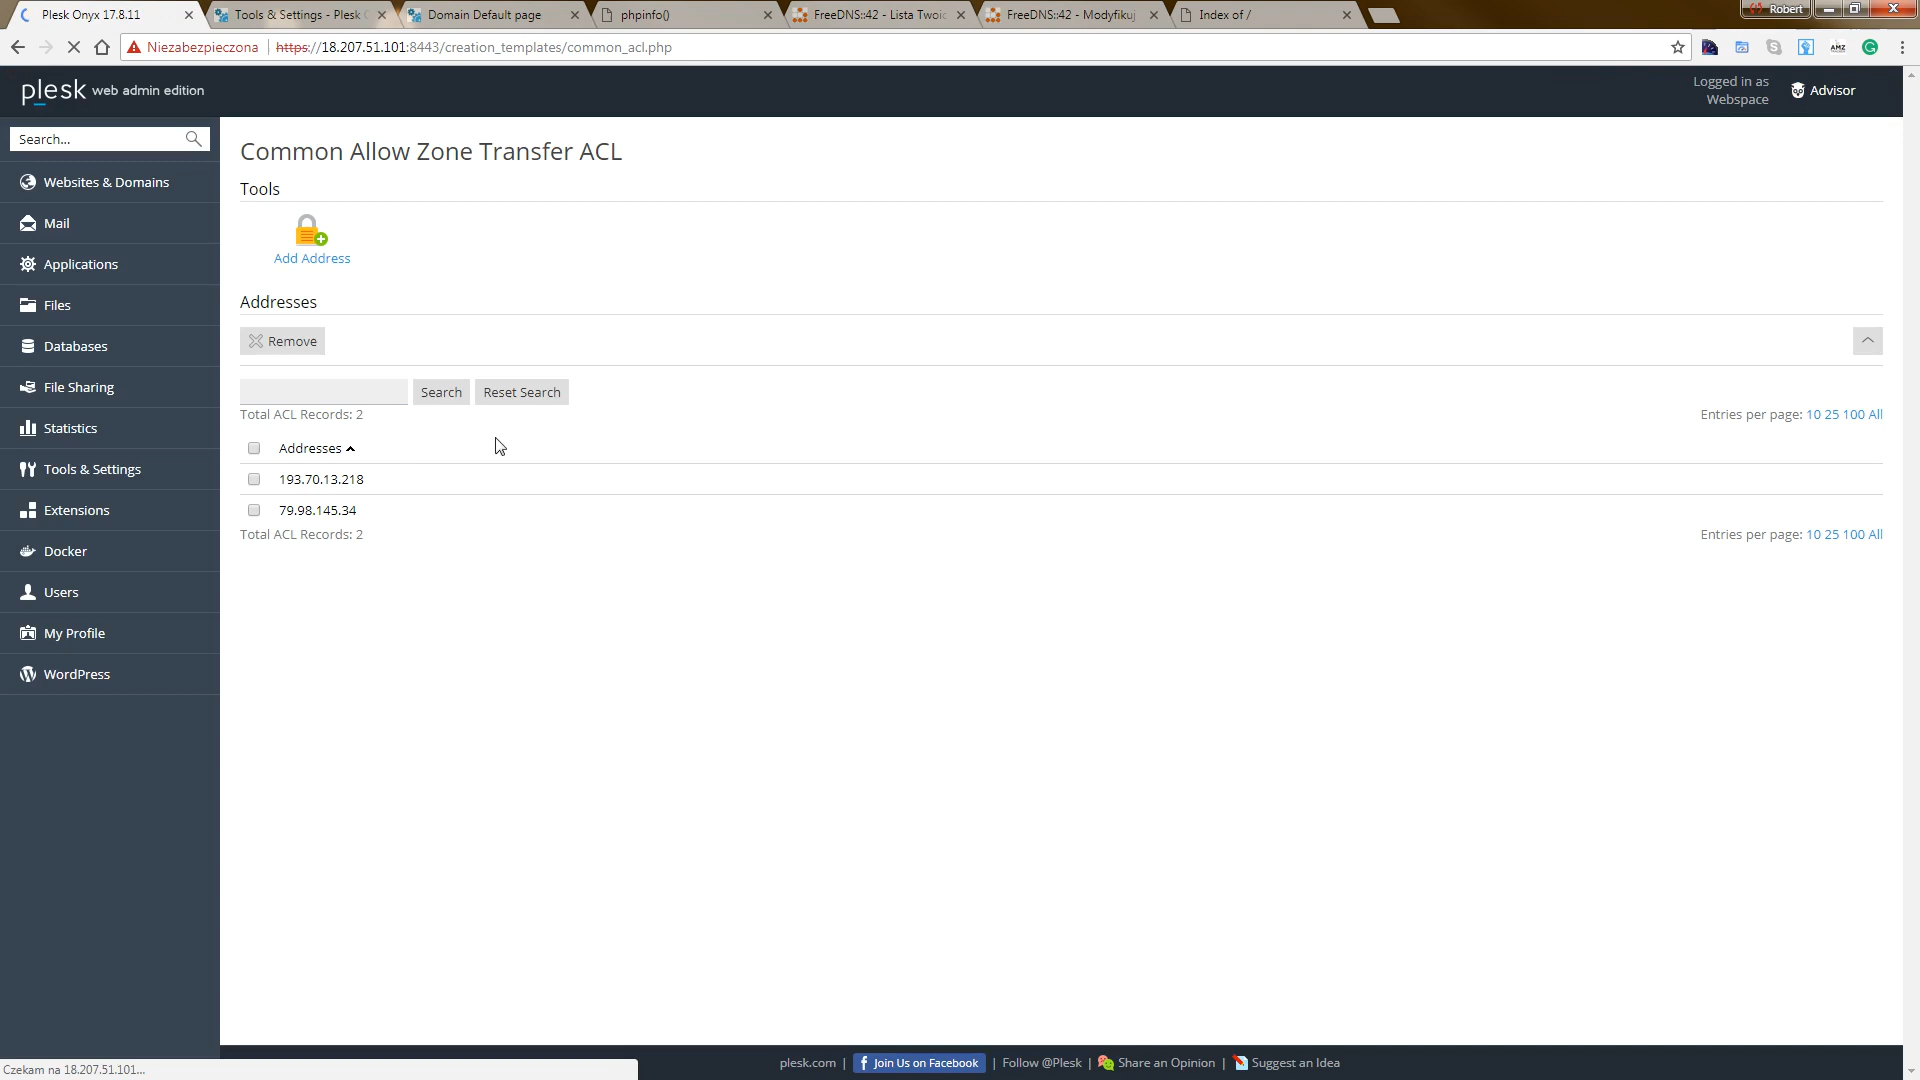 Plesk Onyx 17.8.11
Tools & Settings - Plesk O
Domain Default page
phpinfo()
FreeDNS::42 - Lista Twoic
FreeDNS::42 - Modyfikuj
Index of /
Robert
Niezabezpieczona
https://18.207.51.101:8443/creation_templates/common_acl.php
AMZ
plesk web admin edition
Logged in as
Webspace
Advisor
Search...
Websites & Domains
Mail
Applications
Files
Databases
File Sharing
Statistics
Tools & Settings
Extensions
Docker
Users
My Profile
WordPress
Common Allow Zone Transfer ACL
Tools
Add Address
Addresses
Remove
Search
Reset Search
Total ACL Records: 2
Entries per page: 10 25 100 All
Addresses
193.70.13.218
79.98.145.34
Total ACL Records: 2
Entries per page: 10 25 100 All
plesk.com | Join Us on Facebook | Follow @Plesk | Share an Opinion | Suggest an Idea
Czekam na 18.207.51.101...